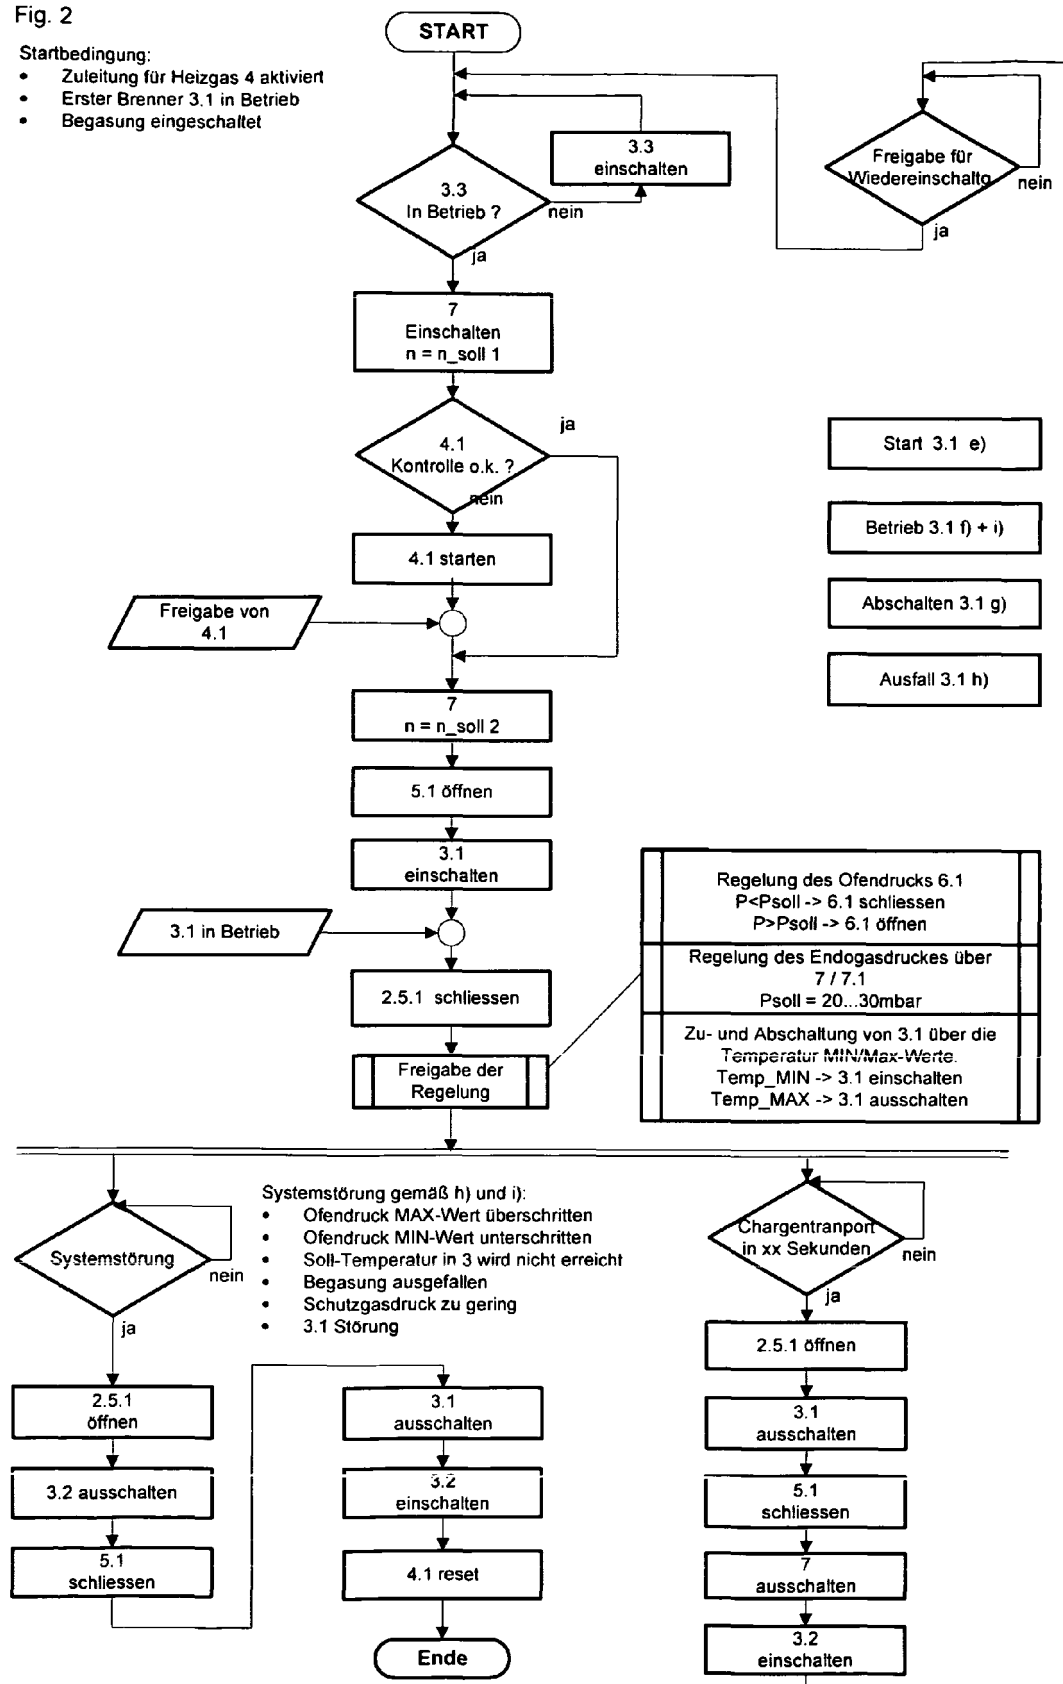 Fig. 2
START
Startbedingung:
• Zuleitung für Heizgas 4 aktiviert
• Erster Brenner 3.1 in Betrieb
• Begasung eingeschaltet
3.3
einschalten
3.3
In Betrieb ?
nein
ja
Freigabe für
Wiedereinschaltg
nein
ja
7
Einschalten
n = n_soll 1
4.1
Kontrolle o.k. ?
ja
nein
4.1 starten
Freigabe von
4.1
Start 3.1 e)
Betrieb 3.1 f) + i)
Abschalten 3.1 g)
Ausfall 3.1 h)
7
n = n_soll 2
5.1 öffnen
3.1
einschalten
3.1 in Betrieb
2.5.1 schliessen
Freigabe der
Regelung
Regelung des Ofendrucks 6.1
P<Psoll -> 6.1 schliessen
P>Psoll -> 6.1 öffnen
Regelung des Endogasdruckes über
7 / 7.1
Psoll = 20...30mbar
Zu- und Abschaltung von 3.1 über die
Temperatur MIN/Max-Werte.
Temp_MIN -> 3.1 einschalten
Temp_MAX -> 3.1 ausschalten
Systemstörung
nein
ja
Systemstörung gemäß h) und i):
• Ofendruck MAX-Wert überschritten
• Ofendruck MIN-Wert unterschritten
• Soll-Temperatur in 3 wird nicht erreicht
• Begasung ausgefallen
• Schutzgasdruck zu gering
• 3.1 Störung
Chargentranport
in xx Sekunden
nein
ja
2.5.1
öffnen
3.2 ausschalten
5.1
schliessen
3.1
ausschalten
3.2
einschalten
4.1 reset
Ende
2.5.1 öffnen
3.1
ausschalten
5.1
schliessen
7
ausschalten
3.2
einschalten